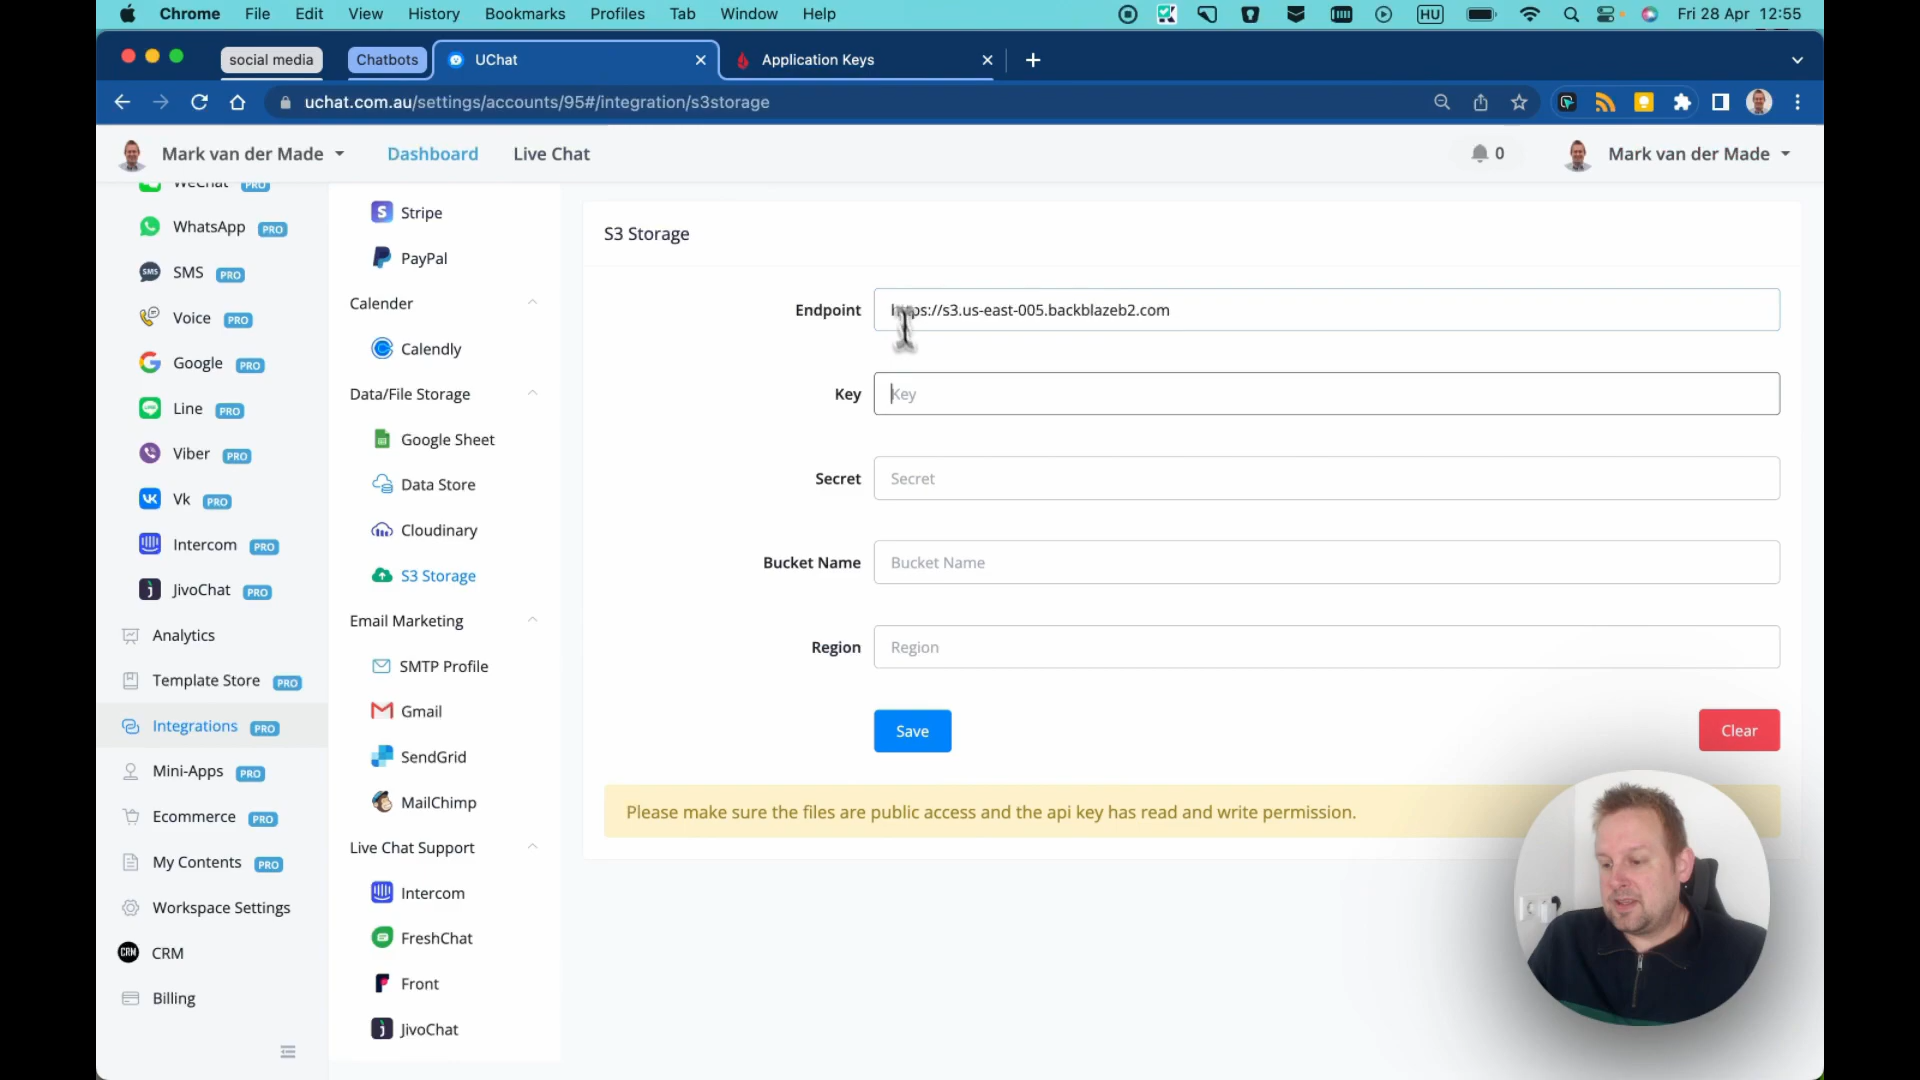 Chrome File Edit View History Bookmarks Profiles Tab Window Help HU Fri 28 Apr 12:55
social media Chatbots UChat Application Keys
uchat.com.au/settings/accounts/95#/integration/s3storage
Mark van der Made Dashboard Live Chat 0 Mark van der Made
WeChat PRO
WhatsApp PRO
SMS SMS PRO
Voice PRO
Google PRO
Line PRO
Viber PRO
Vk PRO
Intercom PRO
JivoChat PRO
Analytics
Template Store PRO
Integrations PRO
Mini-Apps PRO
Ecommerce PRO
My Contents PRO
Workspace Settings
CRM CRM
Billing
Stripe
PayPal
Calender
Calendly
Data/File Storage
Google Sheet
Data Store
Cloudinary
S3 Storage
Email Marketing
SMTP Profile
Gmail
SendGrid
MailChimp
Live Chat Support
Intercom
FreshChat
Front
JivoChat
S3 Storage
Endpoint https://s3.us-east-005.backblazeb2.com
Key Key
Secret Secret
Bucket Name Bucket Name
Region Region
Save Clear
Please make sure the files are public access and the api key has read and write permission.